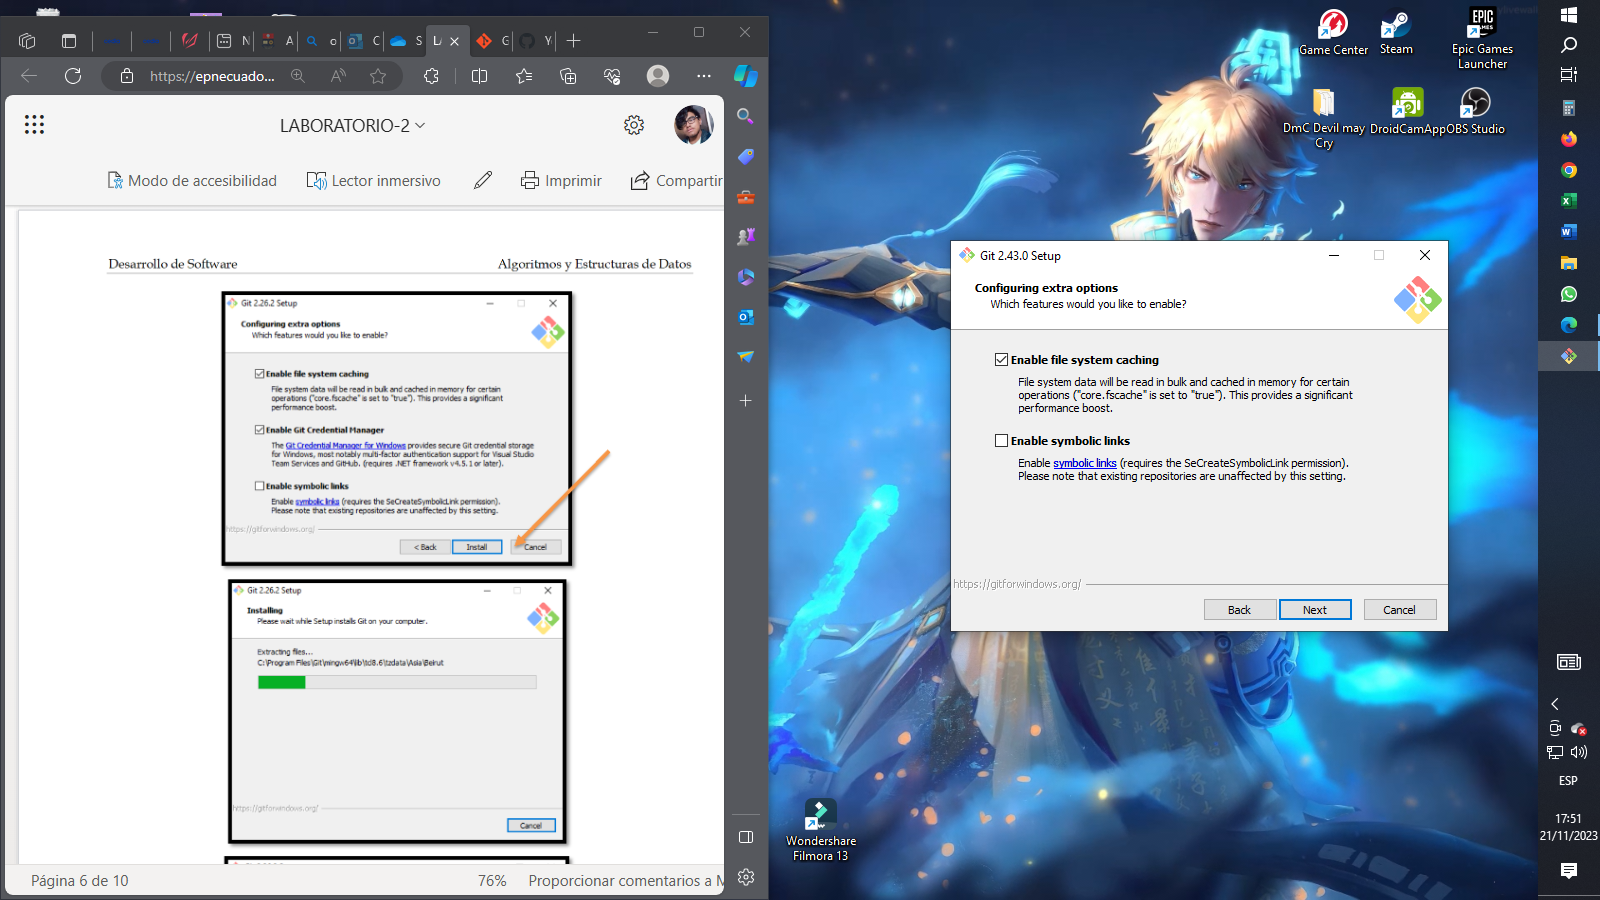 https://epnecuado...
LABORATORIO-2
Modo de accesibilidad
Lector inmersivo
Imprimir
Compartir
Desarrollo de Software
Algoritmos y Estructuras de Datos
Git 2.26.2 Setup
Configuring extra options
Which features would you like to enable?
Enable file system caching
File system data will be read in bulk and cached in memory for certain
operations ("core.fscache" is set to "true"). This provides a significant
performance boost.
Enable Git Credential Manager
The Git Credential Manager for Windows provides secure Git credential storage
for Windows, most notably multi-factor authentication support for Visual Studio
Team Services and GitHub. (requires .NET framework v4.5.1 or later).
Enable symbolic links
Enable symbolic links (requires the SeCreateSymbolicLink permission).
Please note that existing repositories are unaffected by this setting.
https://gitforwindows.org/
< Back
Install
Cancel
Git 2.26.2 Setup
Installing
Please wait while Setup installs Git on your computer.
Extracting files...
C:\Program Files\Git\mingw64\lib\tcl8.6\tzdata\Asia\Beirut
https://gitforwindows.org/
Cancel
Página 6 de 10
76%
Proporcionar comentarios a M
Game Center
Steam
Epic Games
Launcher
DmC Devil may
Cry
DroidCamApp
OBS Studio
Git 2.43.0 Setup
Configuring extra options
Which features would you like to enable?
Enable file system caching
File system data will be read in bulk and cached in memory for certain
operations ("core.fscache" is set to "true"). This provides a significant
performance boost.
Enable symbolic links
Enable symbolic links (requires the SeCreateSymbolicLink permission).
Please note that existing repositories are unaffected by this setting.
https://gitforwindows.org/
Back
Next
Cancel
Wondershare
Filmora 13
ESP
17:51
21/11/2023